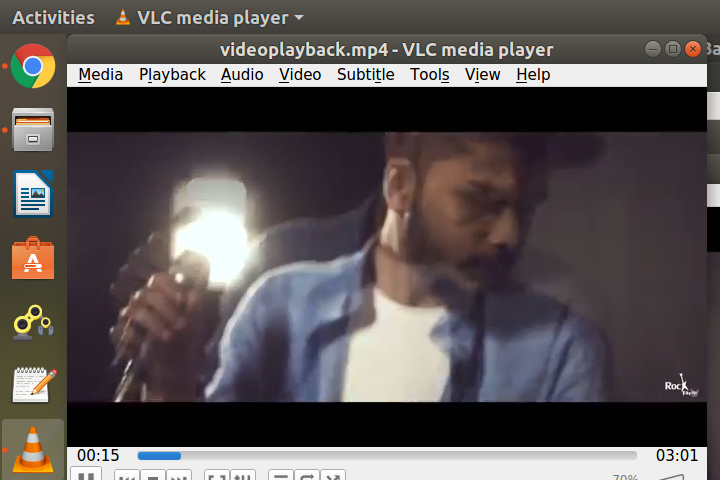 Activities VLC media player
videoplayback.mp4 - VLC media player
Media Playback Audio Video Subtitle Tools View Help
Rock
00:15 03:01
70%